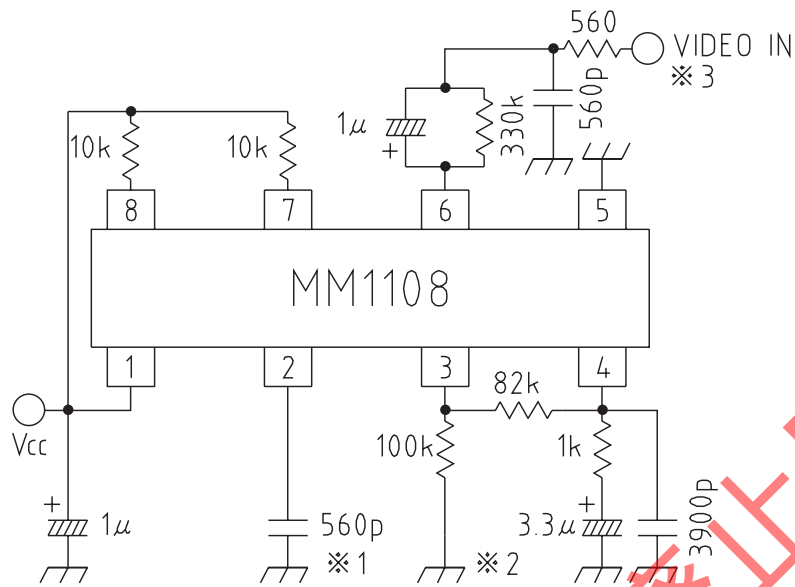 560
VIDEO IN
※3
1μ
+
330k
560p
10k
10k
8
7
6
5
MM1108
1
2
3
4
Vcc
82k
100k
1k
+
1μ
560p
※1
※2
3.3μ
+
3900p